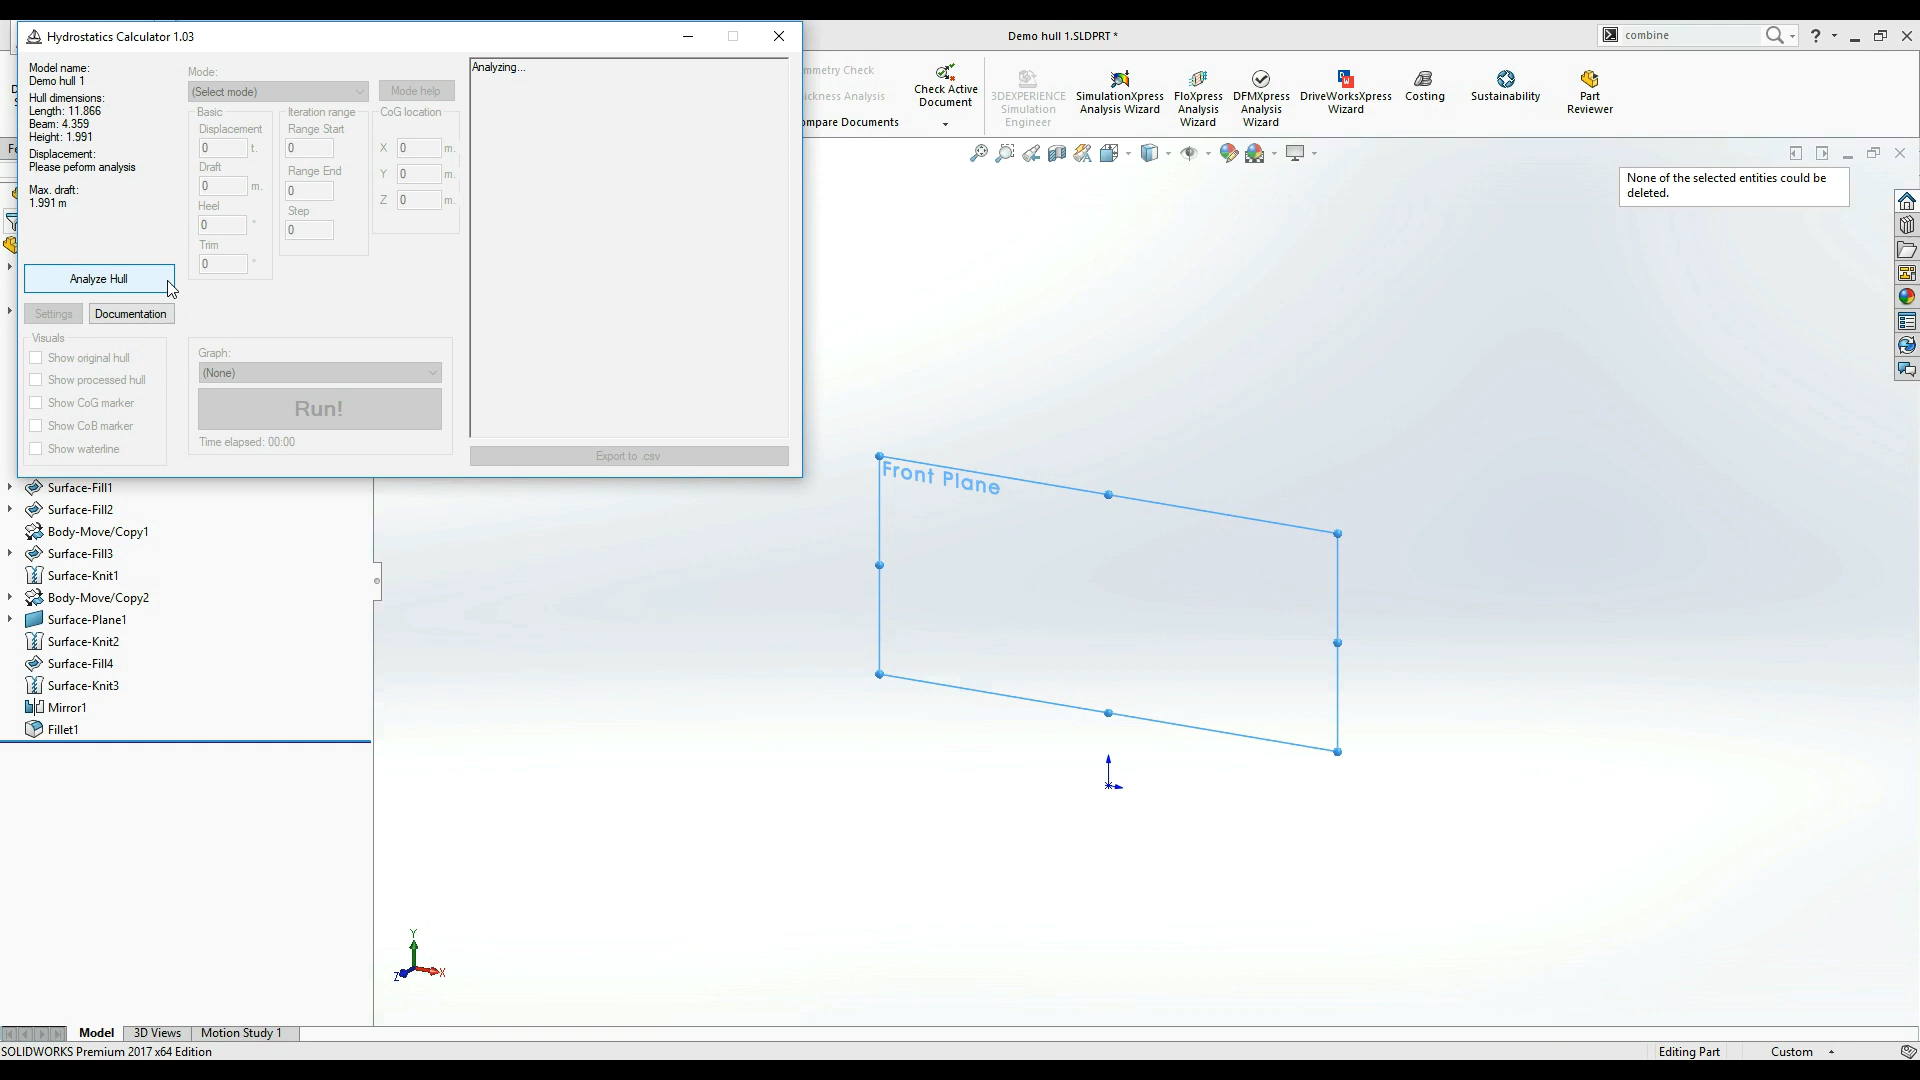 Hydrostatics Calculator 1.03
Demo hull 1.SLDPRT *
combine
Model name:
Demo hull 1
Hull dimensions:
Length: 11.866
Beam: 4.359
Height: 1.991
Displacement:
Please peform analysis
Max. draft:
1.991 m
Analyze Hull
Settings
Documentation
Visuals
Show original hull
Show processed hull
Show CoG marker
Show CoB marker
Show waterline
Mode:
(Select mode)
Mode help
Basic
Displacement
0 t.
Draft
0 m.
Heel
0 °
Trim
0 °
Iteration range
Range Start
0
Range End
0
Step
0
CoG location
X 0 m.
Y 0 m.
Z 0 m.
Graph:
(None)
Run!
Time elapsed: 00:00
Analyzing...
Export to .csv
mmetry Check
ickness Analysis
ompare Documents
Check Active
Document
3DEXPERIENCE
Simulation
Engineer
SimulationXpress
Analysis Wizard
FloXpress
Analysis
Wizard
DFMXpress
Analysis
Wizard
DriveWorksXpress
Wizard
Costing
Sustainability
Part
Reviewer
None of the selected entities could be
deleted.
Surface-Fill1
Surface-Fill2
Body-Move/Copy1
Surface-Fill3
Surface-Knit1
Body-Move/Copy2
Surface-Plane1
Surface-Knit2
Surface-Fill4
Surface-Knit3
Mirror1
Fillet1
Front Plane
Y
Z
X
Model
3D Views
Motion Study 1
SOLIDWORKS Premium 2017 x64 Edition
Editing Part
Custom